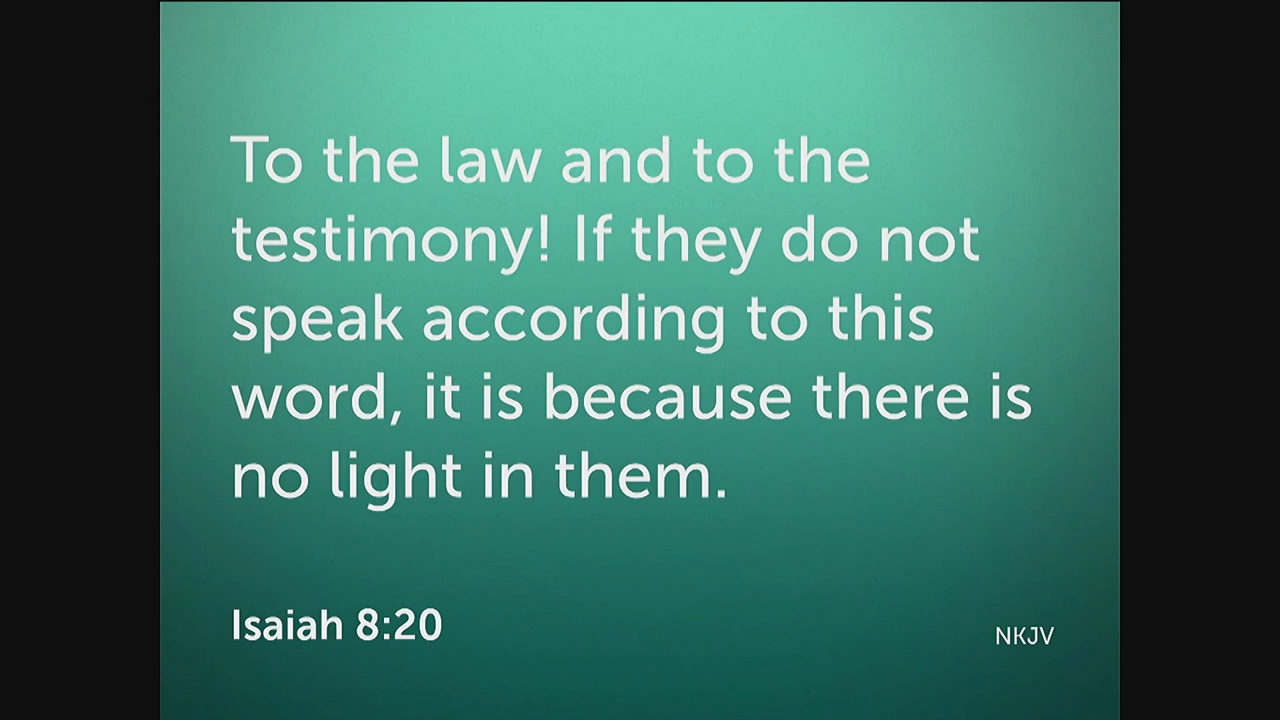 To the law and to the
testimony! If they do not
speak according to this
word, it is because there is
no light in them.
Isaiah 8:20
NKJV